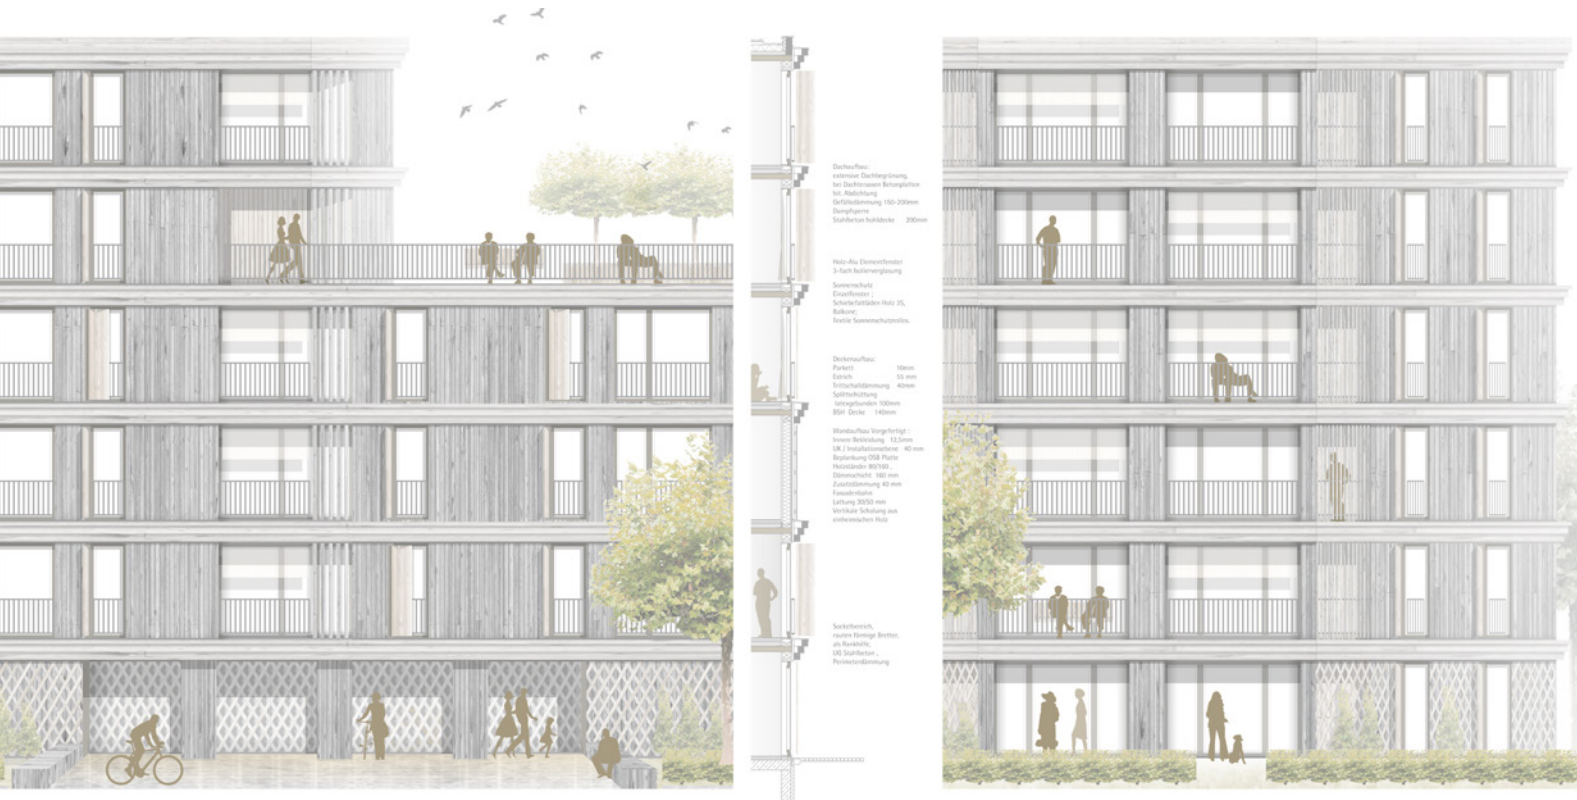 Dachaufbau:
extensive Dachbegrünung,
bei Dachterrassen Betonplatten
bit. Abdichtung
Gefälledämmung 150-200mm
Dampfsperre
Stahlbeton hohldecke 200mm
Holz-Alu Elementfenster
3-fach Isolierverglasung
Sonnenschutz
Einzelfenster :
Schiebefaltläden Holz 35,
Balkone:
Textile Sonnenschutzrollos.
Deckenaufbau:
Parkett 10mm
Estrich 55 mm
Trittschalldämmung 40mm
Splittschüttung
latexgebunden 100mm
BSH Decke 140mm
Wandaufbau Vorgefertigt :
Innere Bekleidung 12,5mm
UK / Installationsebene 40 mm
Beplankung OSB Platte
Holzständer 80/160 ,
Dämmschicht 160 mm
Zusatzdämmung 40 mm
Fassadenbahn
Lattung 30/50 mm
Vertikale Schalung aus
einheimischen Holz
Sockelbereich,
rauten förmige Bretter,
als Rankhilfe,
UG Stahlbeton ,
Perimeterdämmung